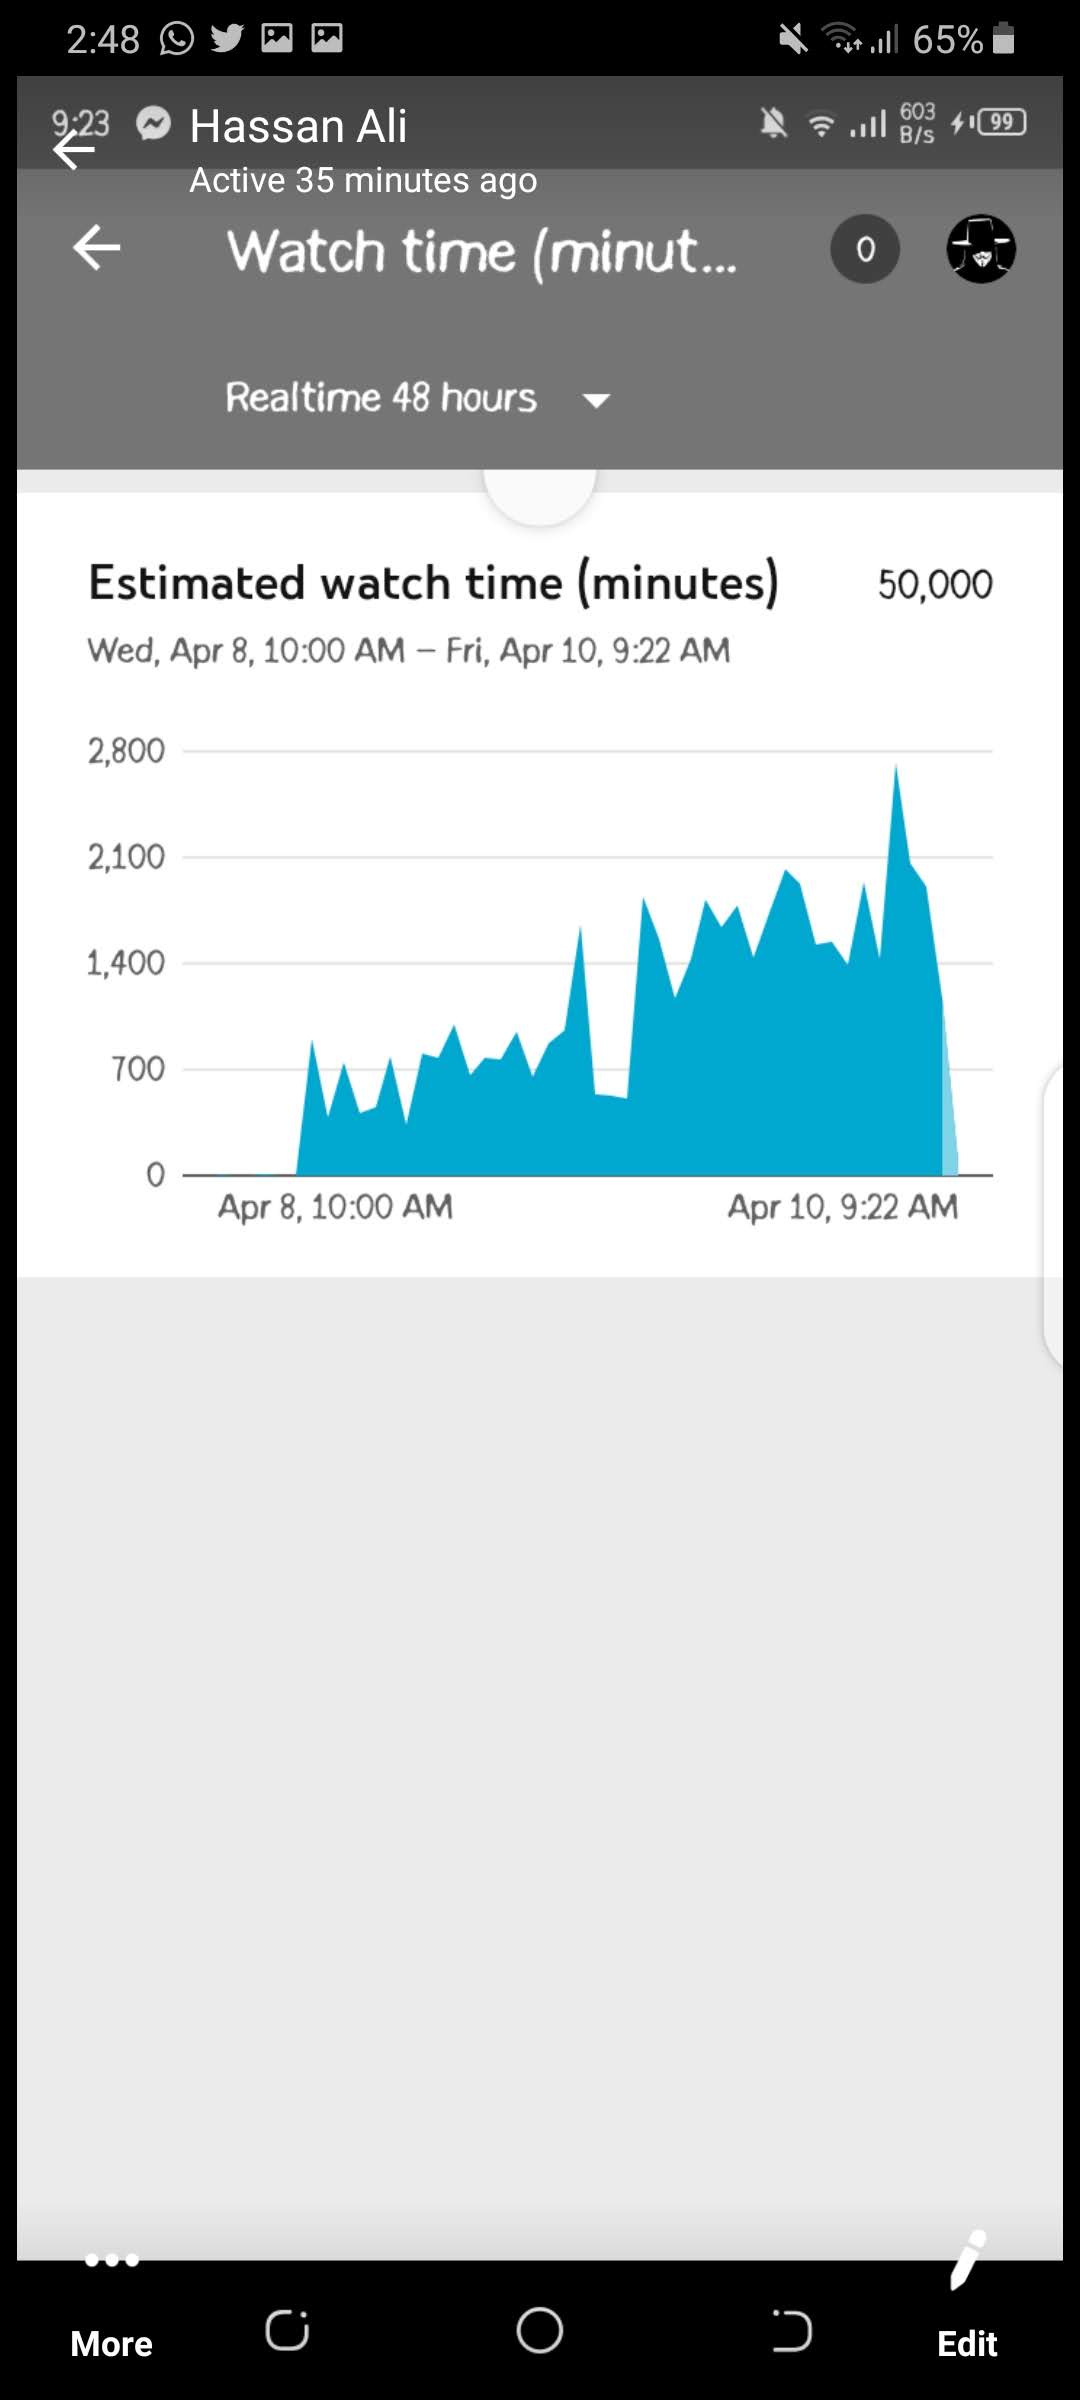 2:48 65%
9:23 Hassan Ali 603 B/s 99
Active 35 minutes ago
Watch time (minut... 0
Realtime 48 hours
Estimated watch time (minutes) 50,000
Wed, Apr 8, 10:00 AM – Fri, Apr 10, 9:22 AM
2,800
2,100
1,400
700
0
Apr 8, 10:00 AM Apr 10, 9:22 AM
More Edit